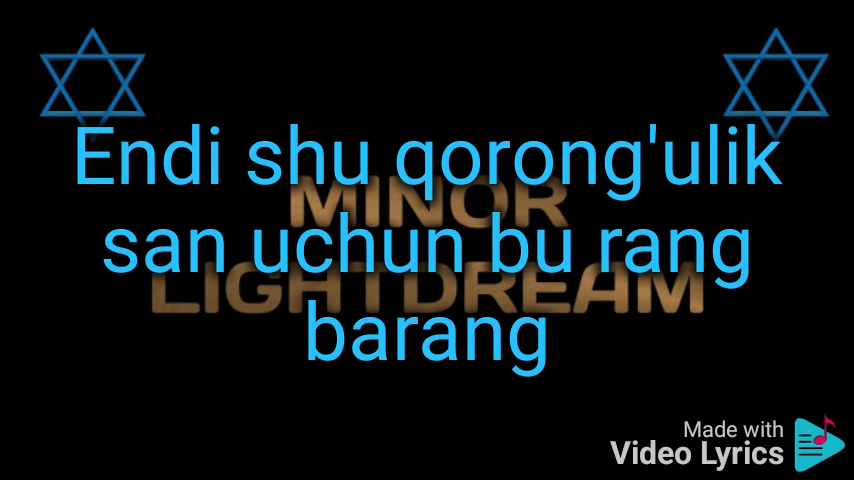 Endi shu qorong'ulik
MINOR
san uchun bu rang
LIGHTDREAM
barang
Made with
Video Lyrics